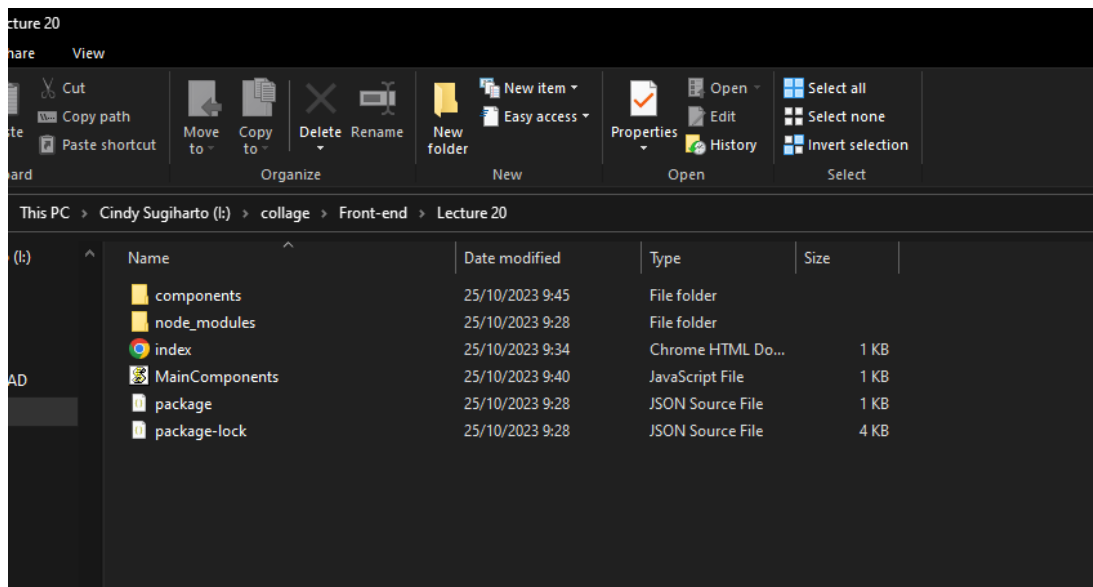 cture 20
hare View
Cut
Copy path
ste
Paste shortcut
Move to
Copy to
Delete
Rename
New folder
New item
Easy access
Properties
Open
Edit
History
Select all
Select none
Invert selection
oard Organize New Open Select
This PC > Cindy Sugiharto (I:) > collage > Front-end > Lecture 20
(I:)
Name Date modified Type Size
components 25/10/2023 9:45 File folder
node_modules 25/10/2023 9:28 File folder
index 25/10/2023 9:34 Chrome HTML Do... 1 KB
AD
MainComponents 25/10/2023 9:40 JavaScript File 1 KB
package 25/10/2023 9:28 JSON Source File 1 KB
package-lock 25/10/2023 9:28 JSON Source File 4 KB